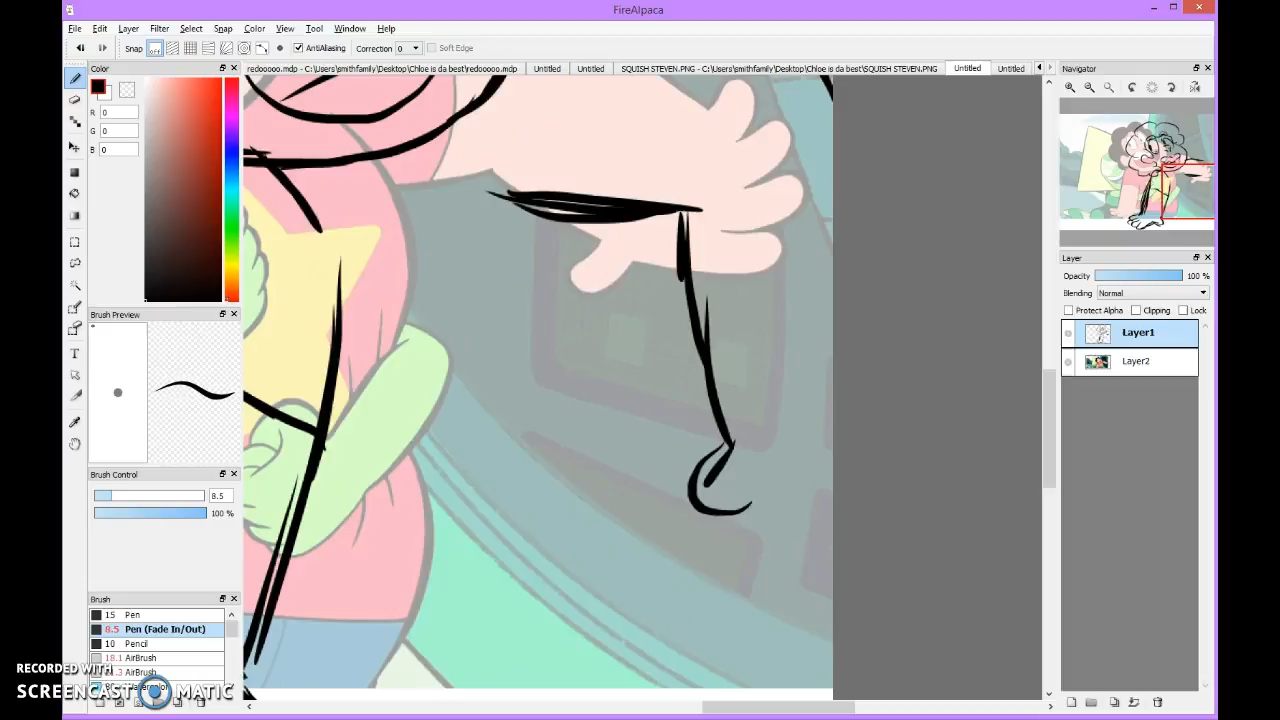 FireAlpaca
File Edit Layer Filter Select Snap Color View Tool Window Help
Snap off AntiAliasing Correction 0 Soft Edge
Color
redooooo.mdp - C:\Users\smithfamily\Desktop\Chloe is da best\redooooo.mdp Untitled Untitled SQUISH STEVEN.PNG - C:\Users\smithfamily\Desktop\Chloe is da best\SQUISH STEVEN.PNG Untitled Untitled
Navigator
R 0
G 0
B 0
Layer
Opacity 100 %
Blending Normal
Protect Alpha Clipping Lock
Layer1
Layer2
Brush Preview
Brush Control
8.5
100 %
Brush
15 Pen
8.5 Pen (Fade In/Out)
10 Pencil
18.1 AirBrush
AirBrush
RECORDED WITH
SCREENCAST MATIC